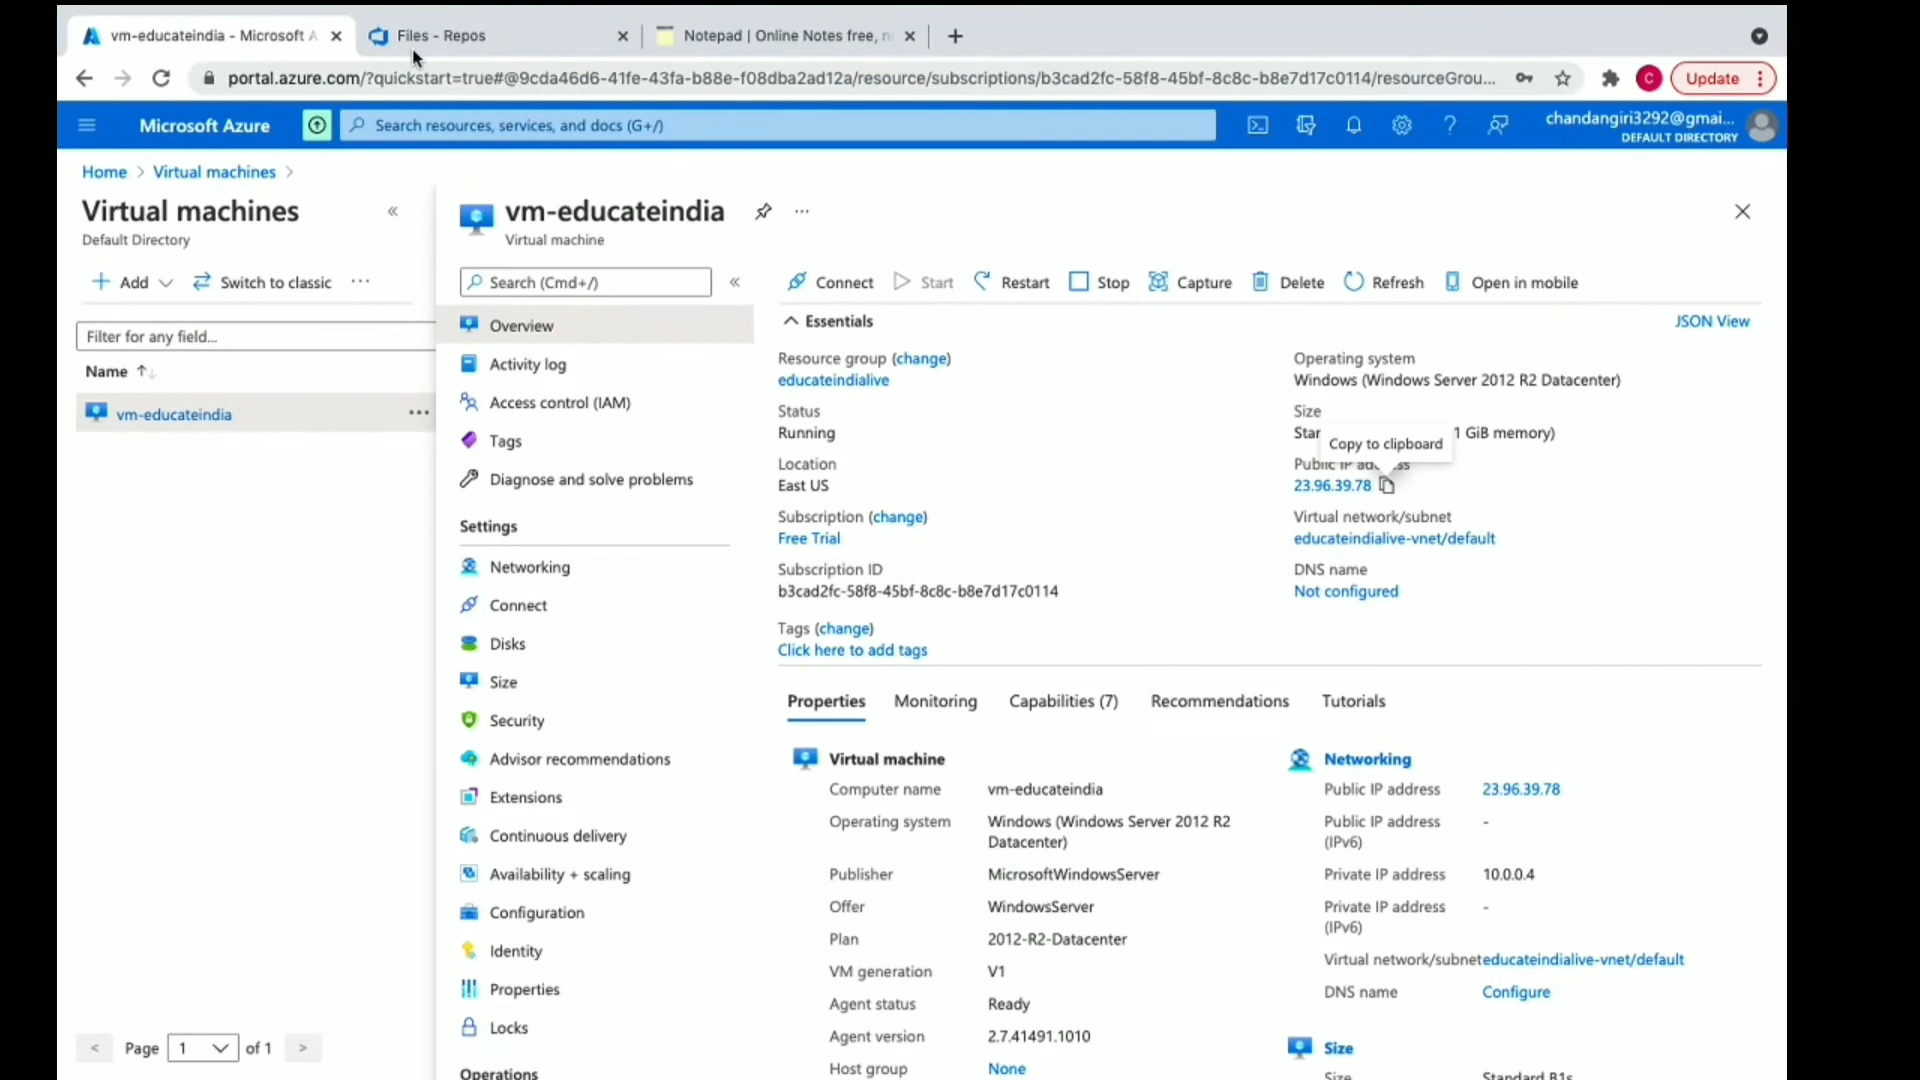 vm-educateindia - Microsoft A
Files - Repos
Notepad | Online Notes free, n
portal.azure.com/?quickstart=true#@9cda46d6-41fe-43fa-b88e-f08dba2ad12a/resource/subscriptions/b3cad2fc-58f8-45bf-8c8c-b8e7d17c0114/resourceGrou...
C
Update
Microsoft Azure
Search resources, services, and docs (G+/)
chandangiri3292@gmai...
DEFAULT DIRECTORY
Home > Virtual machines >
Virtual machines
Default Directory
Add
Switch to classic
Filter for any field...
Name
vm-educateindia
< Page 1 of 1 >
vm-educateindia
Virtual machine
Search (Cmd+/)
Overview
Activity log
Access control (IAM)
Tags
Diagnose and solve problems
Settings
Networking
Connect
Disks
Size
Security
Advisor recommendations
Extensions
Continuous delivery
Availability + scaling
Configuration
Identity
Properties
Locks
Operations
Connect Start Restart Stop Capture Delete Refresh Open in mobile
Essentials
JSON View
Resource group (change)
educateindialive
Status
Running
Location
East US
Subscription (change)
Free Trial
Subscription ID
b3cad2fc-58f8-45bf-8c8c-b8e7d17c0114
Tags (change)
Click here to add tags
Operating system
Windows (Windows Server 2012 R2 Datacenter)
Size
1 GiB memory)
Copy to clipboard
Public IP
23.96.39.78
Virtual network/subnet
educateindialive-vnet/default
DNS name
Not configured
Properties Monitoring Capabilities (7) Recommendations Tutorials
Virtual machine
Computer name vm-educateindia
Operating system Windows (Windows Server 2012 R2
Datacenter)
Publisher MicrosoftWindowsServer
Offer WindowsServer
Plan 2012-R2-Datacenter
VM generation V1
Agent status Ready
Agent version 2.7.41491.1010
Host group None
Networking
Public IP address 23.96.39.78
Public IP address -
(IPv6)
Private IP address 10.0.0.4
Private IP address -
(IPv6)
Virtual network/subnet educateindialive-vnet/default
DNS name Configure
Size
Size Standard B1s